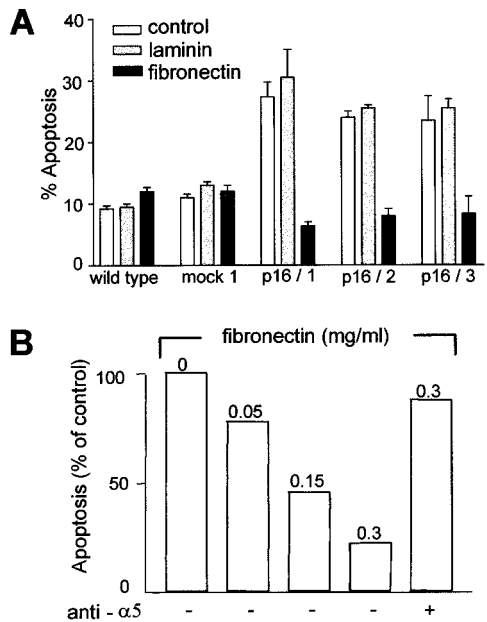 A
control
laminin
fibronectin
40
30
20
10
0
% Apoptosis
wild type mock 1 p16 / 1 p16 / 2 p16 / 3
B
fibronectin (mg/ml)
100
50
0
Apoptosis (% of control)
0
0.05
0.15
0.3
0.3
anti - α5 - - - - +